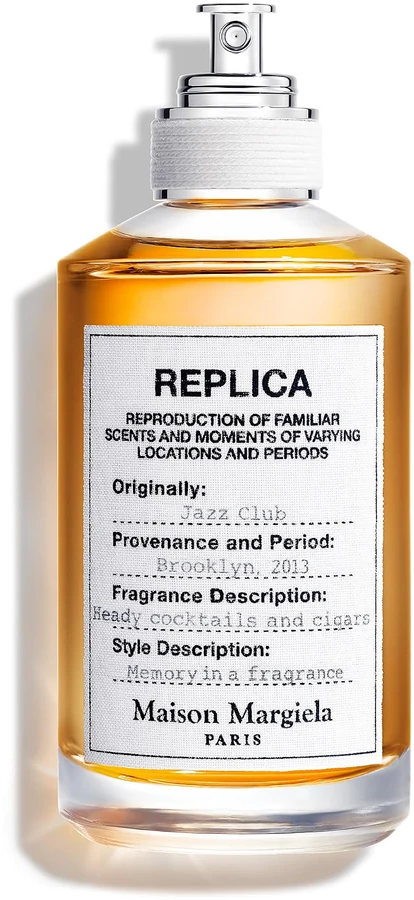 REPLICA
REPRODUCTION OF FAMILIAR
SCENTS AND MOMENTS OF VARYING
LOCATIONS AND PERIODS
Originally:
Jazz Club
Provenance and Period:
Brooklyn, 2013
Fragrance Description:
Heady cocktails and cigars
Style Description:
Memory in a fragrance
Maison Margiela
PARIS